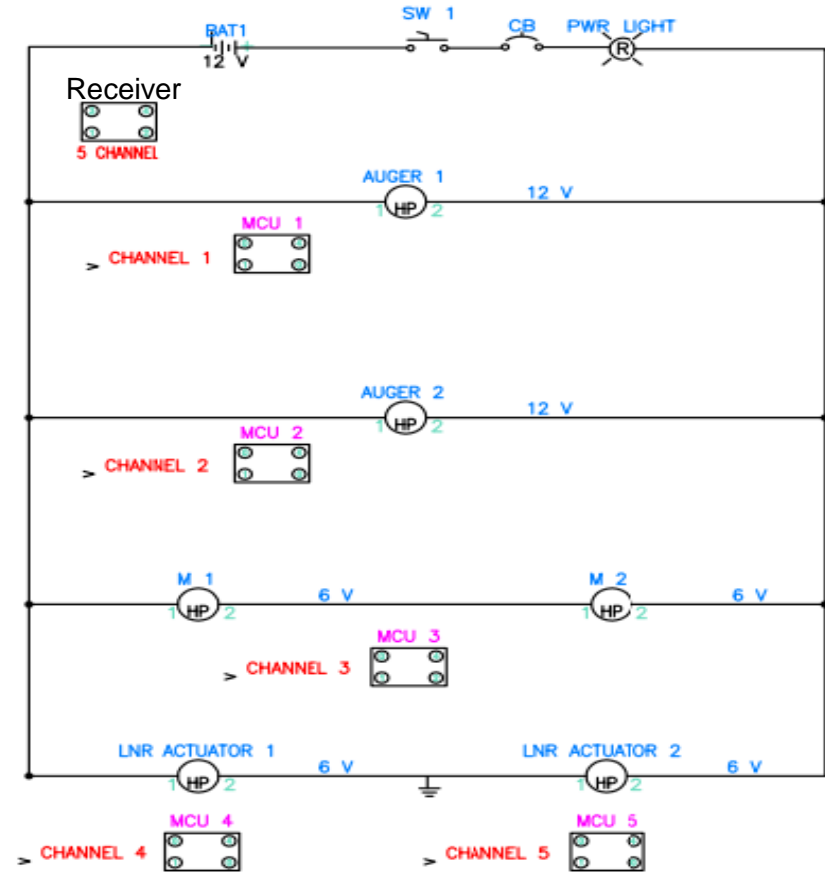 SW 1
BAT1 CB PWR LIGHT
+
12 V R
Receiver
5 CHANNEL
AUGER 1
12 V
1 HP 2
MCU 1
> CHANNEL 1
AUGER 2
12 V
1 HP 2
MCU 2
> CHANNEL 2
M 1 M 2
6 V 6 V
1 HP 2 1 HP 2
MCU 3
> CHANNEL 3
LNR ACTUATOR 1 LNR ACTUATOR 2
6 V 6 V
1 HP 2 1 HP 2
MCU 4 MCU 5
> CHANNEL 4 > CHANNEL 5